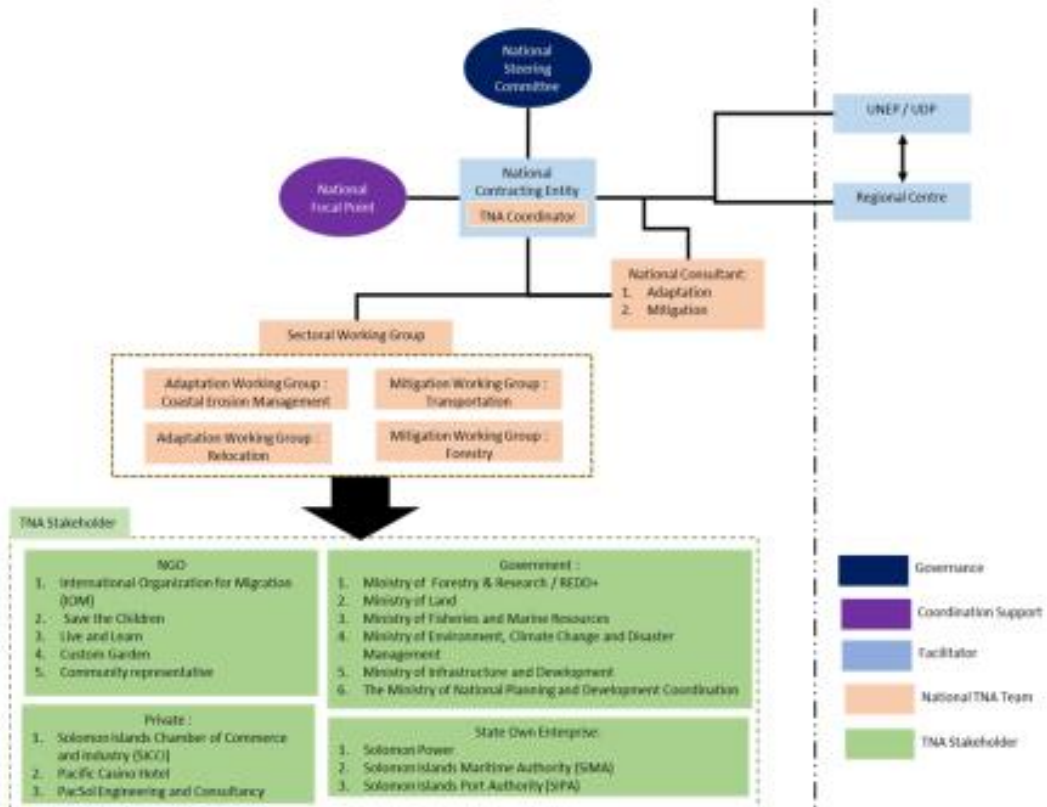 National
Steering
Committee
UNEP / UDP
National
Contracting Entity
TNA Coordinator
National
Focal Point
Regional Centre
National Consultant:
1. Adaptation
2. Mitigation
Sectoral Working Group
Adaptation Working Group :
Coastal Erosion Management
Mitigation Working Group :
Transportation
Adaptation Working Group :
Relocation
Mitigation Working Group :
Forestry
TNA Stakeholder
NGO
1. International Organization for Migration
(IOM)
2. Save the Children
3. Live and Learn
4. Custom Garden
5. Community representative
Government :
1. Ministry of Forestry & Research / REDD+
2. Ministry of Land
3. Ministry of Fisheries and Marine Resources
4. Ministry of Environment, Climate Change and Disaster
Management
5. Ministry of Infrastructure and Development
6. The Ministry of National Planning and Development Coordination
Private :
1. Solomon Islands Chamber of Commerce
and Industry (SICCI)
2. Pacific Casino Hotel
3. PacSol Engineering and Consultancy
State Own Enterprise:
1. Solomon Power
2. Solomon Islands Maritime Authority (SIMA)
3. Solomon Islands Port Authority (SIPA)
Governance
Coordination Support
Facilitator
National TNA Team
TNA Stakeholder